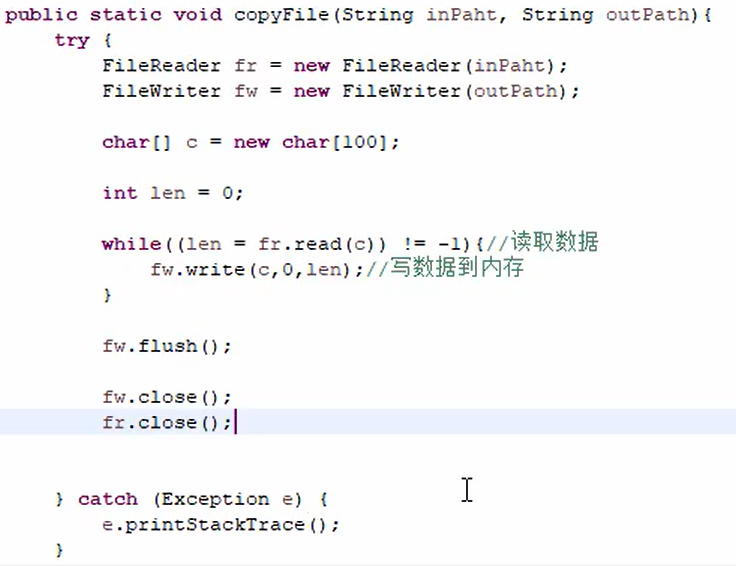 public static void copyFile(String inPaht, String outPath){
try {
FileReader fr = new FileReader(inPaht);
FileWriter fw = new FileWriter(outPath);
char[] c = new char[100];
int len = 0;
while((len = fr.read(c)) != -1){//读取数据
fw.write(c,0,len);//写数据到内存
}
fw.flush();
fw.close();
fr.close();
} catch (Exception e) {
e.printStackTrace();
}